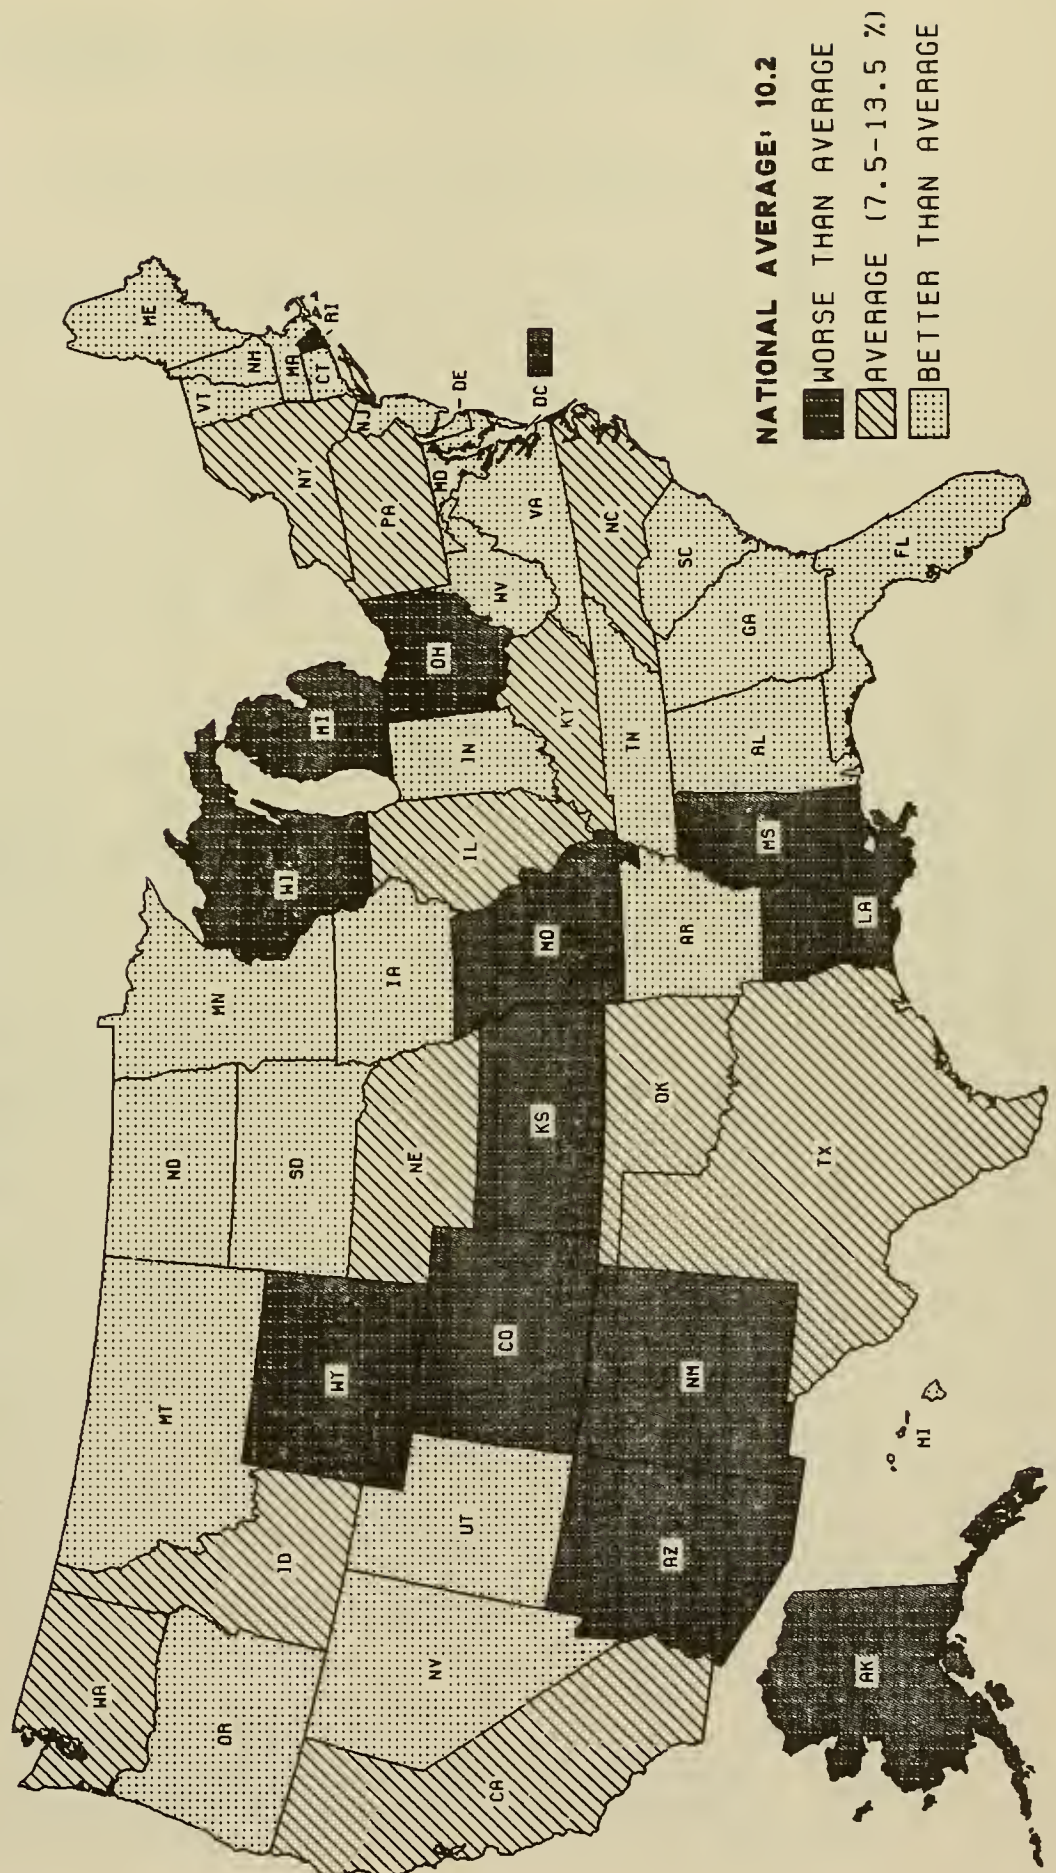 WA
MT
ND
MN
ME
OR
ID
WY
SD
WI
MI
VT
NH
NY
MA
RI
CT
NV
UT
CO
NE
IA
IL
IN
OH
PA
NJ
MD
DE
CA
KS
MO
KY
WV
VA
DC
AZ
NM
OK
AR
TN
NC
TX
LA
MS
AL
GA
SC
FL
AK
HI
NATIONAL AVERAGE: 10.2
WORSE THAN AVERAGE
AVERAGE (7.5-13.5 %)
BETTER THAN AVERAGE